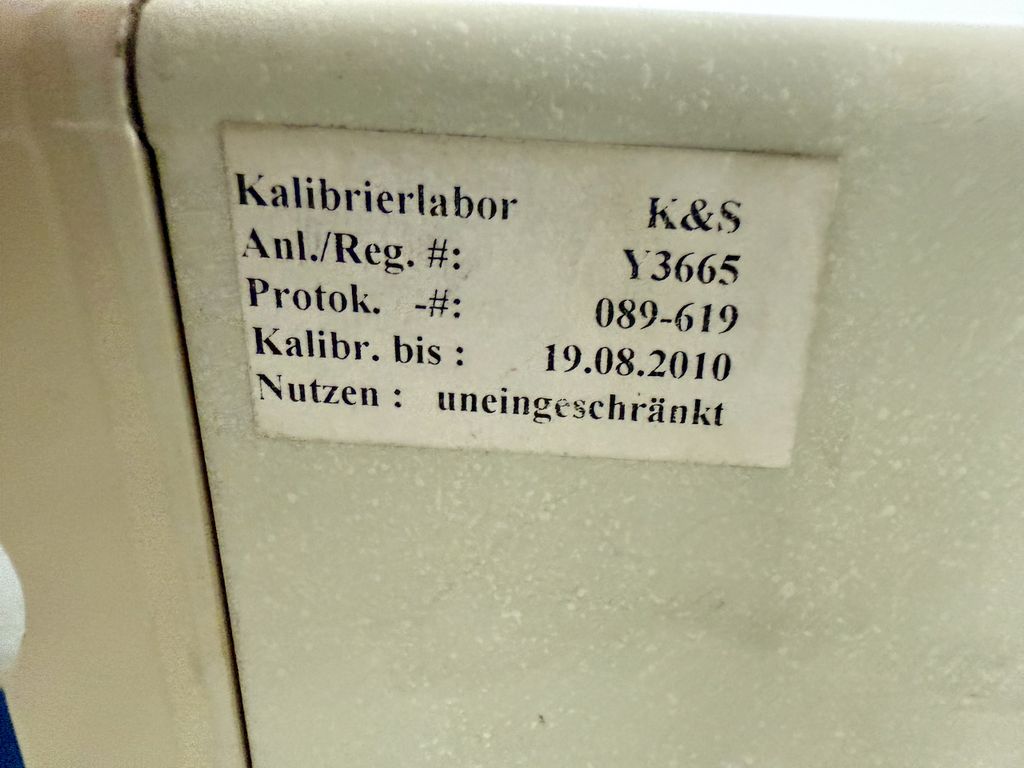 Kalibrierlabor K&S
Anl./Reg. #: Y3665
Protok. -#: 089-619
Kalibr. bis : 19.08.2010
Nutzen : uneingeschränkt